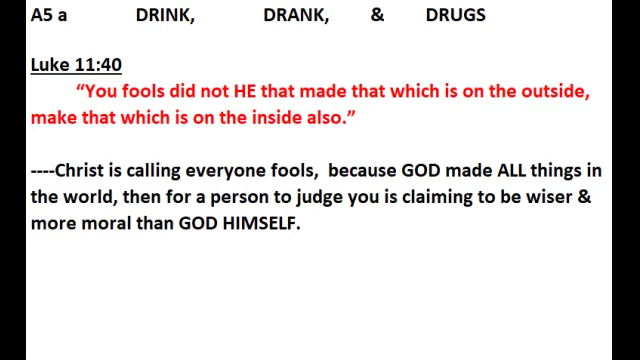 A5 a DRINK, DRANK, & DRUGS
Luke 11:40
“You fools did not HE that made that which is on the outside,
make that which is on the inside also.”
----Christ is calling everyone fools, because GOD made ALL things in
the world, then for a person to judge you is claiming to be wiser &
more moral than GOD HIMSELF.